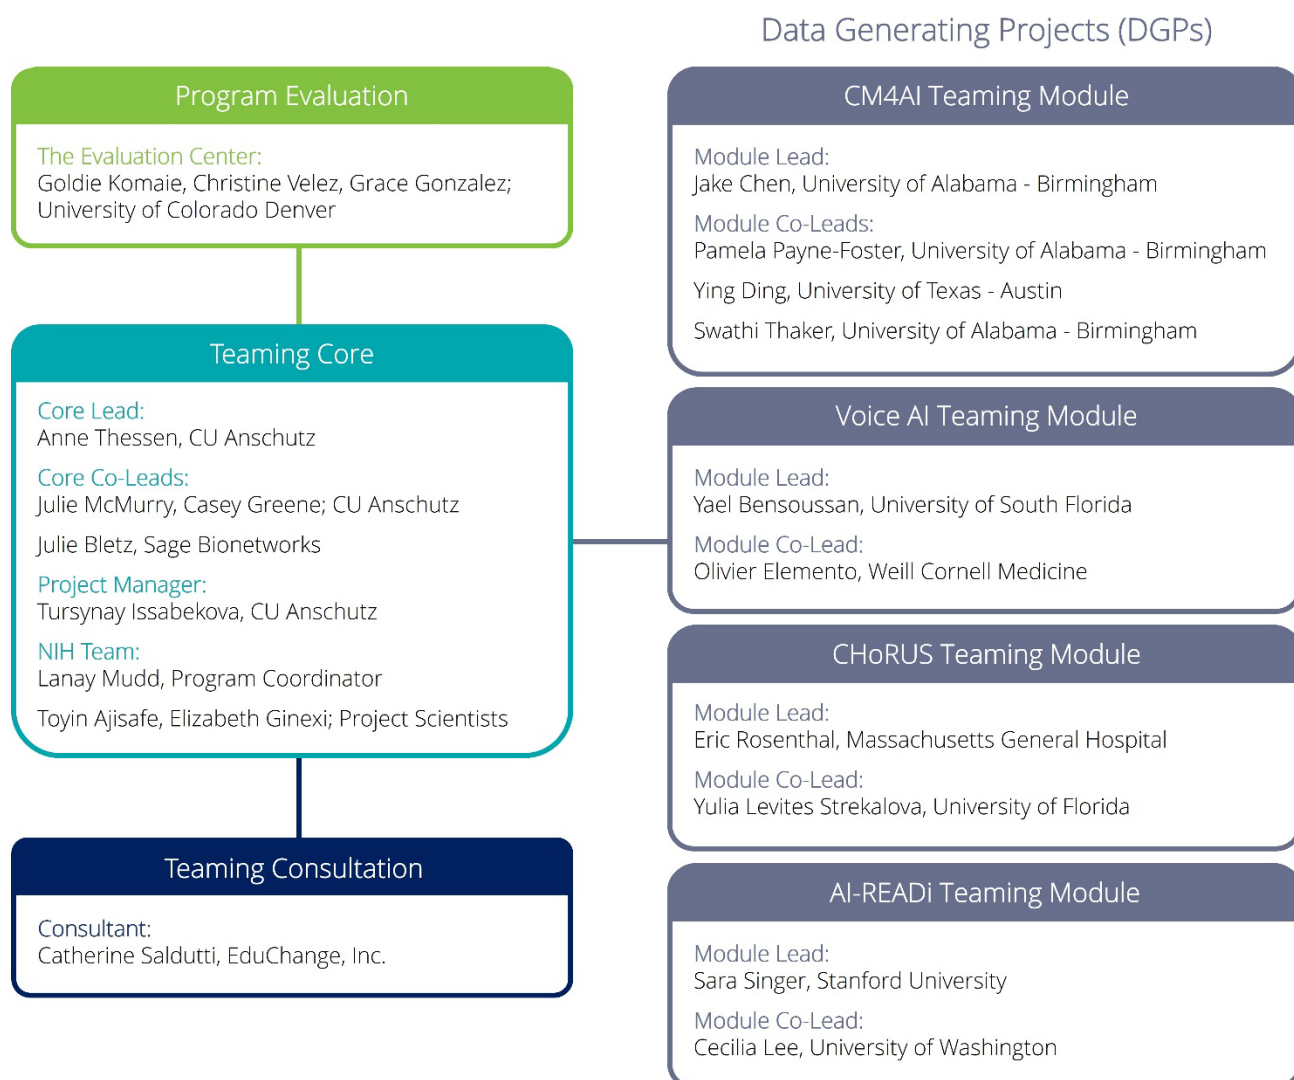 Program Evaluation
The Evaluation Center:
Goldie Komaie, Christine Velez, Grace Gonzalez;
University of Colorado Denver
Teaming Core
Core Lead:
Anne Thessen, CU Anschutz
Core Co-Leads:
Julie McMurry, Casey Greene; CU Anschutz
Julie Bletz, Sage Bionetworks
Project Manager:
Tursynay Issabekova, CU Anschutz
NIH Team:
Lanay Mudd, Program Coordinator
Toyin Ajisafe, Elizabeth Ginexi; Project Scientists
Teaming Consultation
Consultant:
Catherine Saldutti, EduChange, Inc.
Data Generating Projects (DGPs)
CM4AI Teaming Module
Module Lead:
Jake Chen, University of Alabama - Birmingham
Module Co-Leads:
Pamela Payne-Foster, University of Alabama - Birmingham
Ying Ding, University of Texas - Austin
Swathi Thaker, University of Alabama - Birmingham
Voice AI Teaming Module
Module Lead:
Yael Bensoussan, University of South Florida
Module Co-Lead:
Olivier Elemento, Weill Cornell Medicine
CHoRUS Teaming Module
Module Lead:
Eric Rosenthal, Massachusetts General Hospital
Module Co-Lead:
Yulia Levites Strekalova, University of Florida
AI-READi Teaming Module
Module Lead:
Sara Singer, Stanford University
Module Co-Lead:
Cecilia Lee, University of Washington